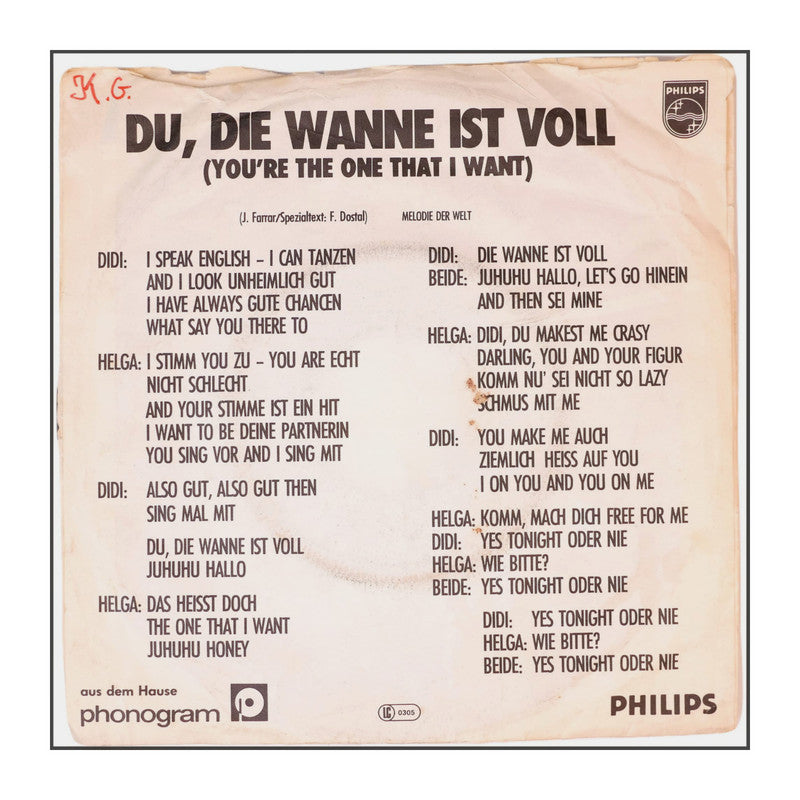 K.G.
PHILIPS
DU, DIE WANNE IST VOLL
(YOU'RE THE ONE THAT I WANT)
(J. Farrar/Spezialtext: F. Dostal) MELODIE DER WELT
DIDI: I SPEAK ENGLISH – I CAN TANZEN
AND I LOOK UNHEIMLICH GUT
I HAVE ALWAYS GUTE CHANCEN
WHAT SAY YOU THERE TO
HELGA: I STIMM YOU ZU – YOU ARE ECHT
NICHT SCHLECHT
AND YOUR STIMME IST EIN HIT
I WANT TO BE DEINE PARTNERIN
YOU SING VOR AND I SING MIT
DIDI: ALSO GUT, ALSO GUT THEN
SING MAL MIT
DU, DIE WANNE IST VOLL
JUHUHU HALLO
HELGA: DAS HEISST DOCH
THE ONE THAT I WANT
JUHUHU HONEY
DIDI: DIE WANNE IST VOLL
BEIDE: JUHUHU HALLO, LET'S GO HINEIN
AND THEN SEI MINE
HELGA: DIDI, DU MAKEST ME CRASY
DARLING, YOU AND YOUR FIGUR
KOMM NU' SEI NICHT SO LAZY
SCHMUS MIT ME
DIDI: YOU MAKE ME AUCH
ZIEMLICH HEISS AUF YOU
I ON YOU AND YOU ON ME
HELGA: KOMM, MACH DICH FREE FOR ME
DIDI: YES TONIGHT ODER NIE
HELGA: WIE BITTE?
BEIDE: YES TONIGHT ODER NIE
DIDI: YES TONIGHT ODER NIE
HELGA: WIE BITTE?
BEIDE: YES TONIGHT ODER NIE
aus dem Hause
phonogram
LC 0305
PHILIPS